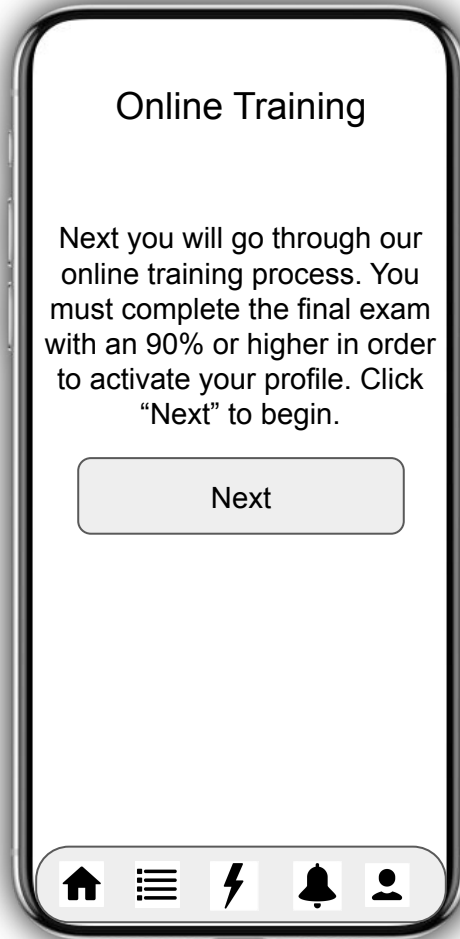 Online Training
Next you will go through our
online training process. You
must complete the final exam
with an 90% or higher in order
to activate your profile. Click
“Next” to begin.
Next